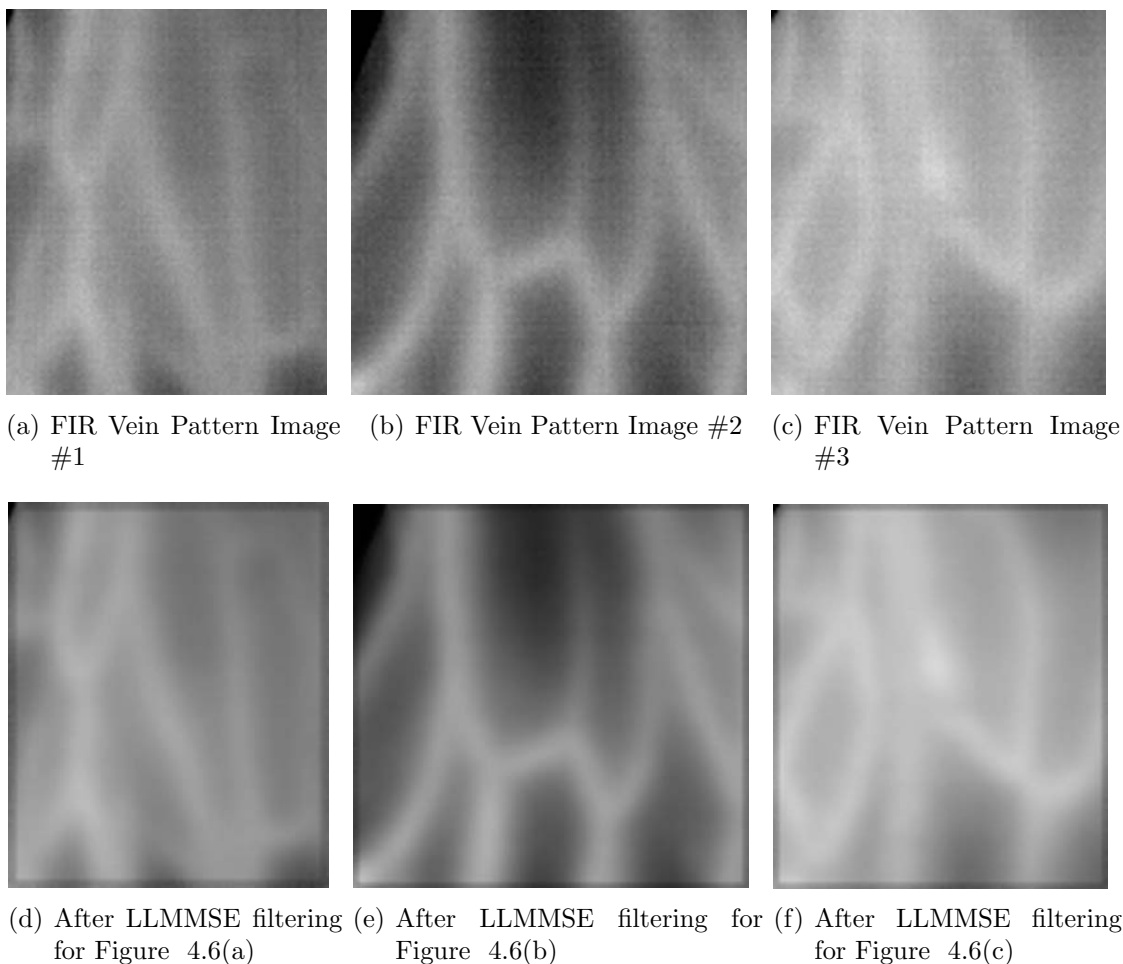 (a) FIR Vein Pattern Image
#1
(b) FIR Vein Pattern Image #2
(c) FIR Vein Pattern Image
#3
(d) After LLMMSE filtering
for Figure 4.6(a)
(e) After LLMMSE filtering for
Figure 4.6(b)
(f) After LLMMSE filtering
for Figure 4.6(c)